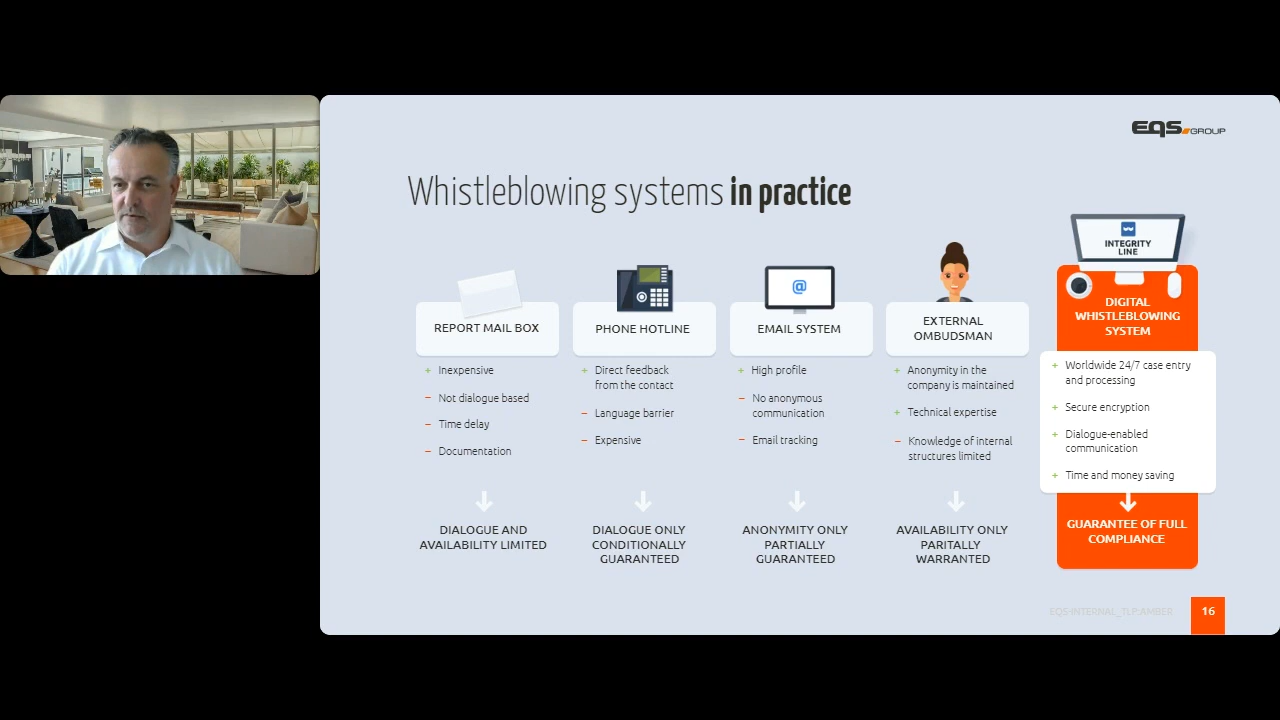 EQS GROUP
Whistleblowing systems in practice
INTEGRITY
LINE
REPORT MAIL BOX
+ Inexpensive
– Not dialogue based
– Time delay
– Documentation
DIALOGUE AND
AVAILABILITY LIMITED
PHONE HOTLINE
+ Direct feedback
from the contact
– Language barrier
– Expensive
DIALOGUE ONLY
CONDITIONALLY
GUARANTEED
@
EMAIL SYSTEM
+ High profile
– No anonymous
communication
– Email tracking
ANONYMITY ONLY
PARTIALLY
GUARANTEED
EXTERNAL
OMBUDSMAN
+ Anonymity in the
company is maintained
+ Technical expertise
– Knowledge of internal
structures limited
AVAILABILITY ONLY
PARITALLY
WARRANTED
DIGITAL
WHISTLEBLOWING
SYSTEM
+ Worldwide 24/7 case entry
and processing
+ Secure encryption
+ Dialogue-enabled
communication
+ Time and money saving
GUARANTEE OF FULL
COMPLIANCE
EQS-INTERNAL_TLP:AMBER
16